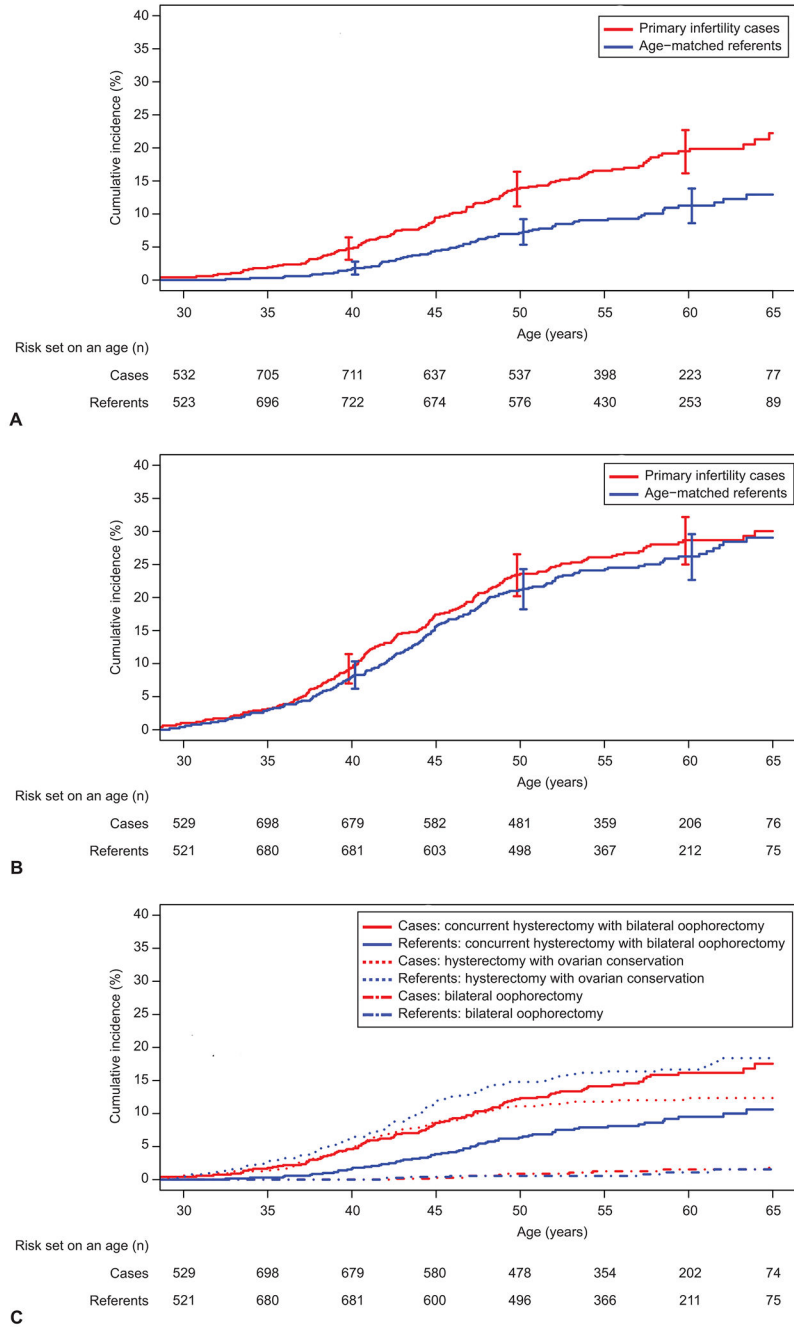 40
35
30
25
20
15
10
5
0
Cumulative incidence (%)
Primary infertility cases
Age-matched referents
30 35 40 45 50 55 60 65
Age (years)
Risk set on an age (n)
Cases 532 705 711 637 537 398 223 77
Referents 523 696 722 674 576 430 253 89
A
40
35
30
25
20
15
10
5
0
Cumulative incidence (%)
Primary infertility cases
Age-matched referents
30 35 40 45 50 55 60 65
Age (years)
Risk set on an age (n)
Cases 529 698 679 582 481 359 206 76
Referents 521 680 681 603 498 367 212 75
B
40
35
30
25
20
15
10
5
0
Cumulative incidence (%)
Cases: concurrent hysterectomy with bilateral oophorectomy
Referents: concurrent hysterectomy with bilateral oophorectomy
Cases: hysterectomy with ovarian conservation
Referents: hysterectomy with ovarian conservation
Cases: bilateral oophorectomy
Referents: bilateral oophorectomy
30 35 40 45 50 55 60 65
Age (years)
Risk set on an age (n)
Cases 529 698 679 580 478 354 202 74
Referents 521 680 681 600 496 366 211 75
C